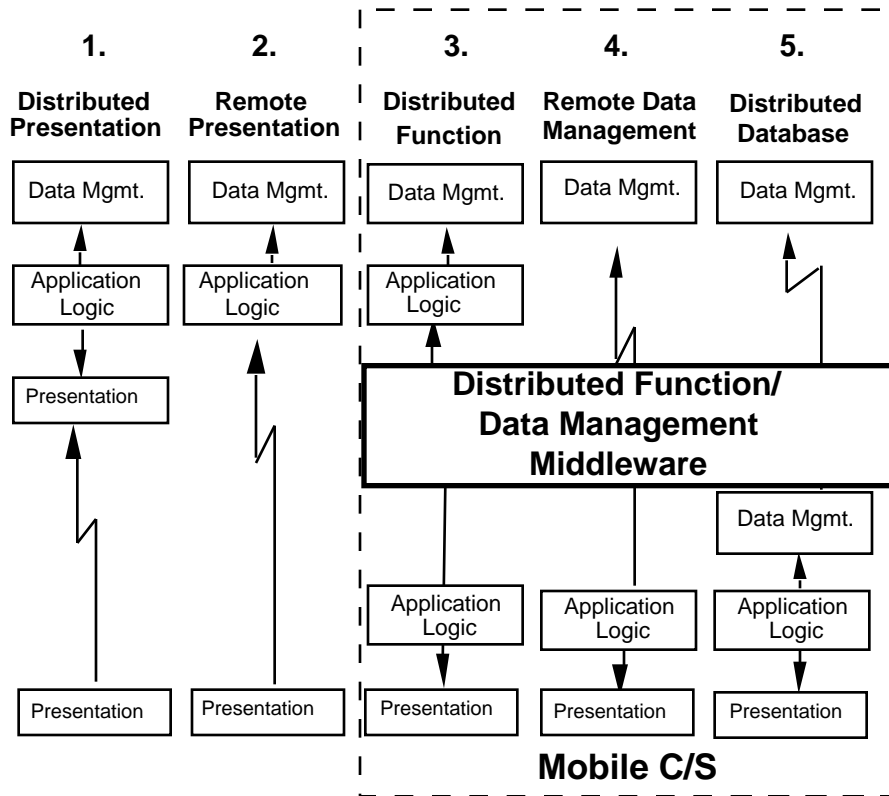 1.
2.
3.
4.
5.
Distributed
Presentation
Remote
Presentation
Distributed
Function
Remote Data
Management
Distributed
Database
Data Mgmt.
Data Mgmt.
Data Mgmt.
Data Mgmt.
Data Mgmt.
Application
Logic
Application
Logic
Application
Logic
Presentation
Distributed Function/
Data Management
Middleware
Data Mgmt.
Application
Logic
Application
Logic
Application
Logic
Presentation
Presentation
Presentation
Presentation
Presentation
Mobile C/S